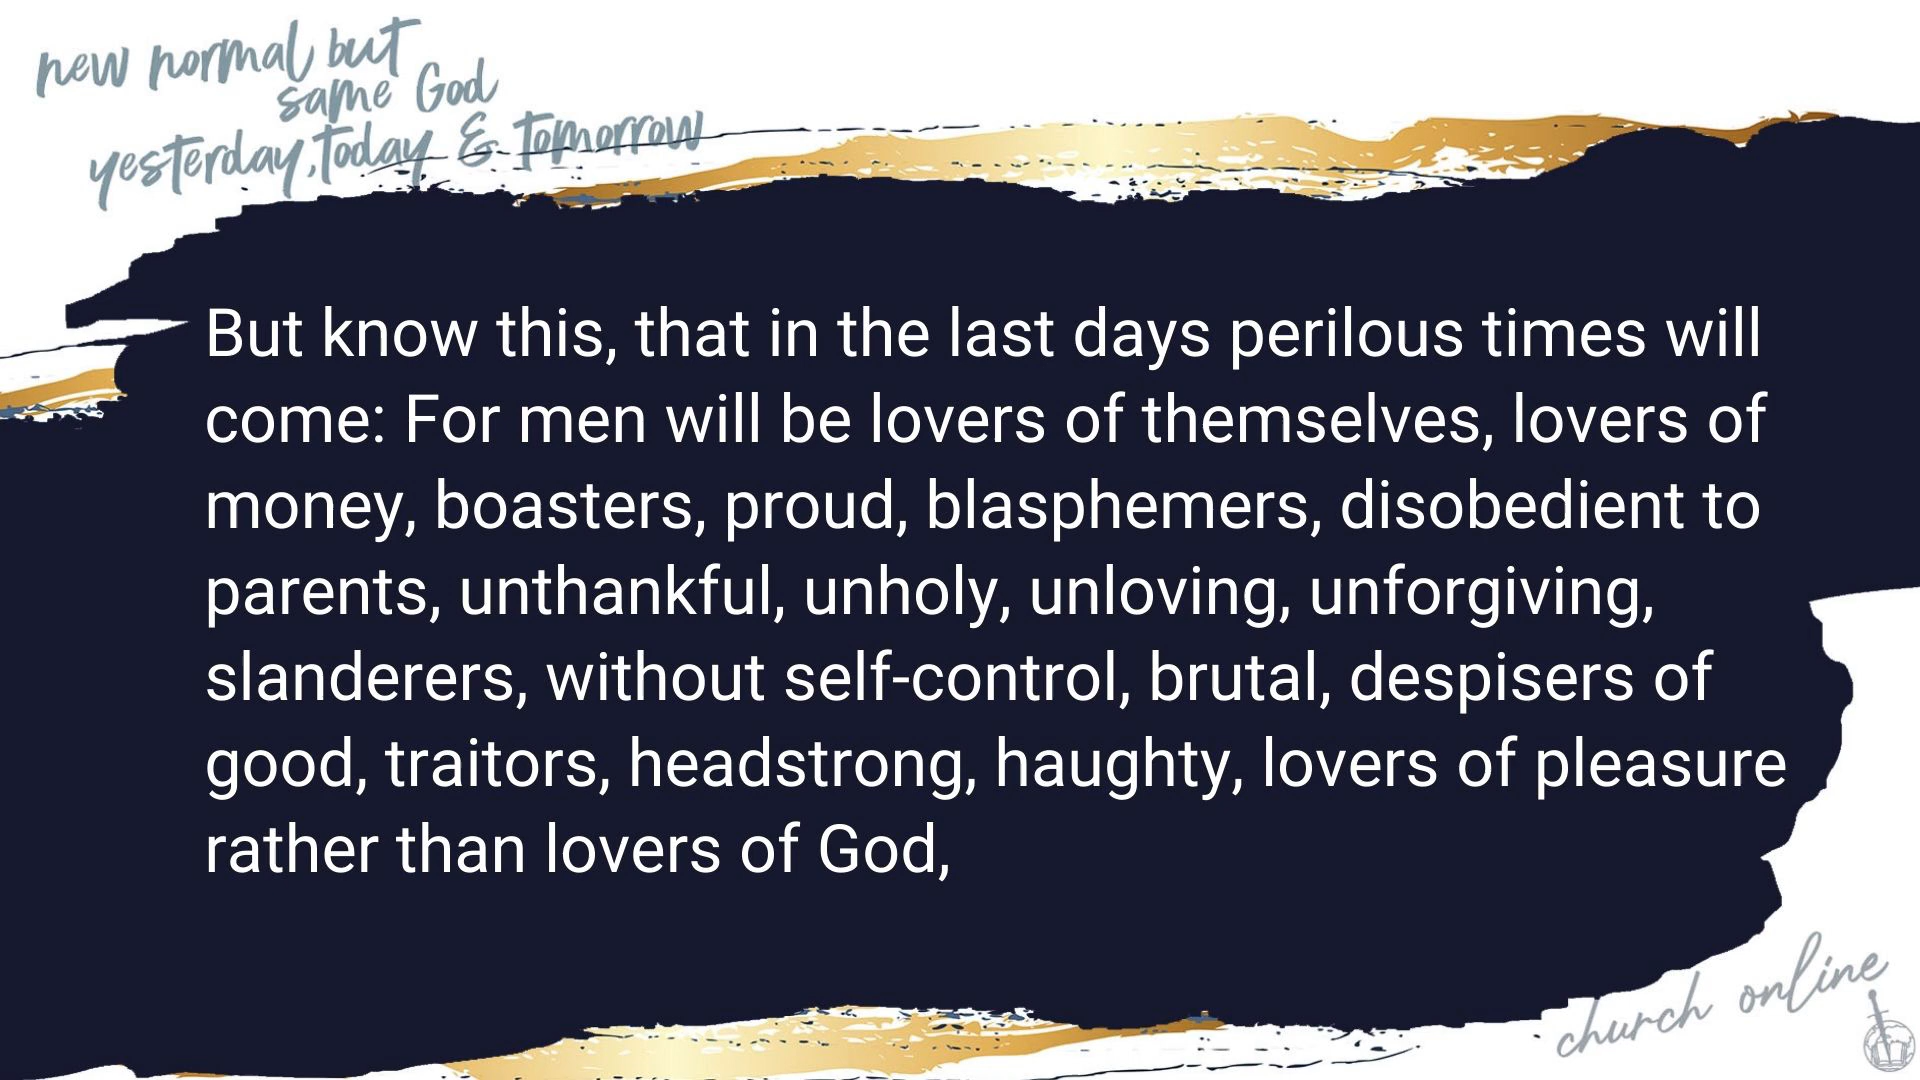 new normal but
same God
yesterday, today & tomorrow
But know this, that in the last days perilous times will
come: For men will be lovers of themselves, lovers of
money, boasters, proud, blasphemers, disobedient to
parents, unthankful, unholy, unloving, unforgiving,
slanderers, without self-control, brutal, despisers of
good, traitors, headstrong, haughty, lovers of pleasure
rather than lovers of God,
church online